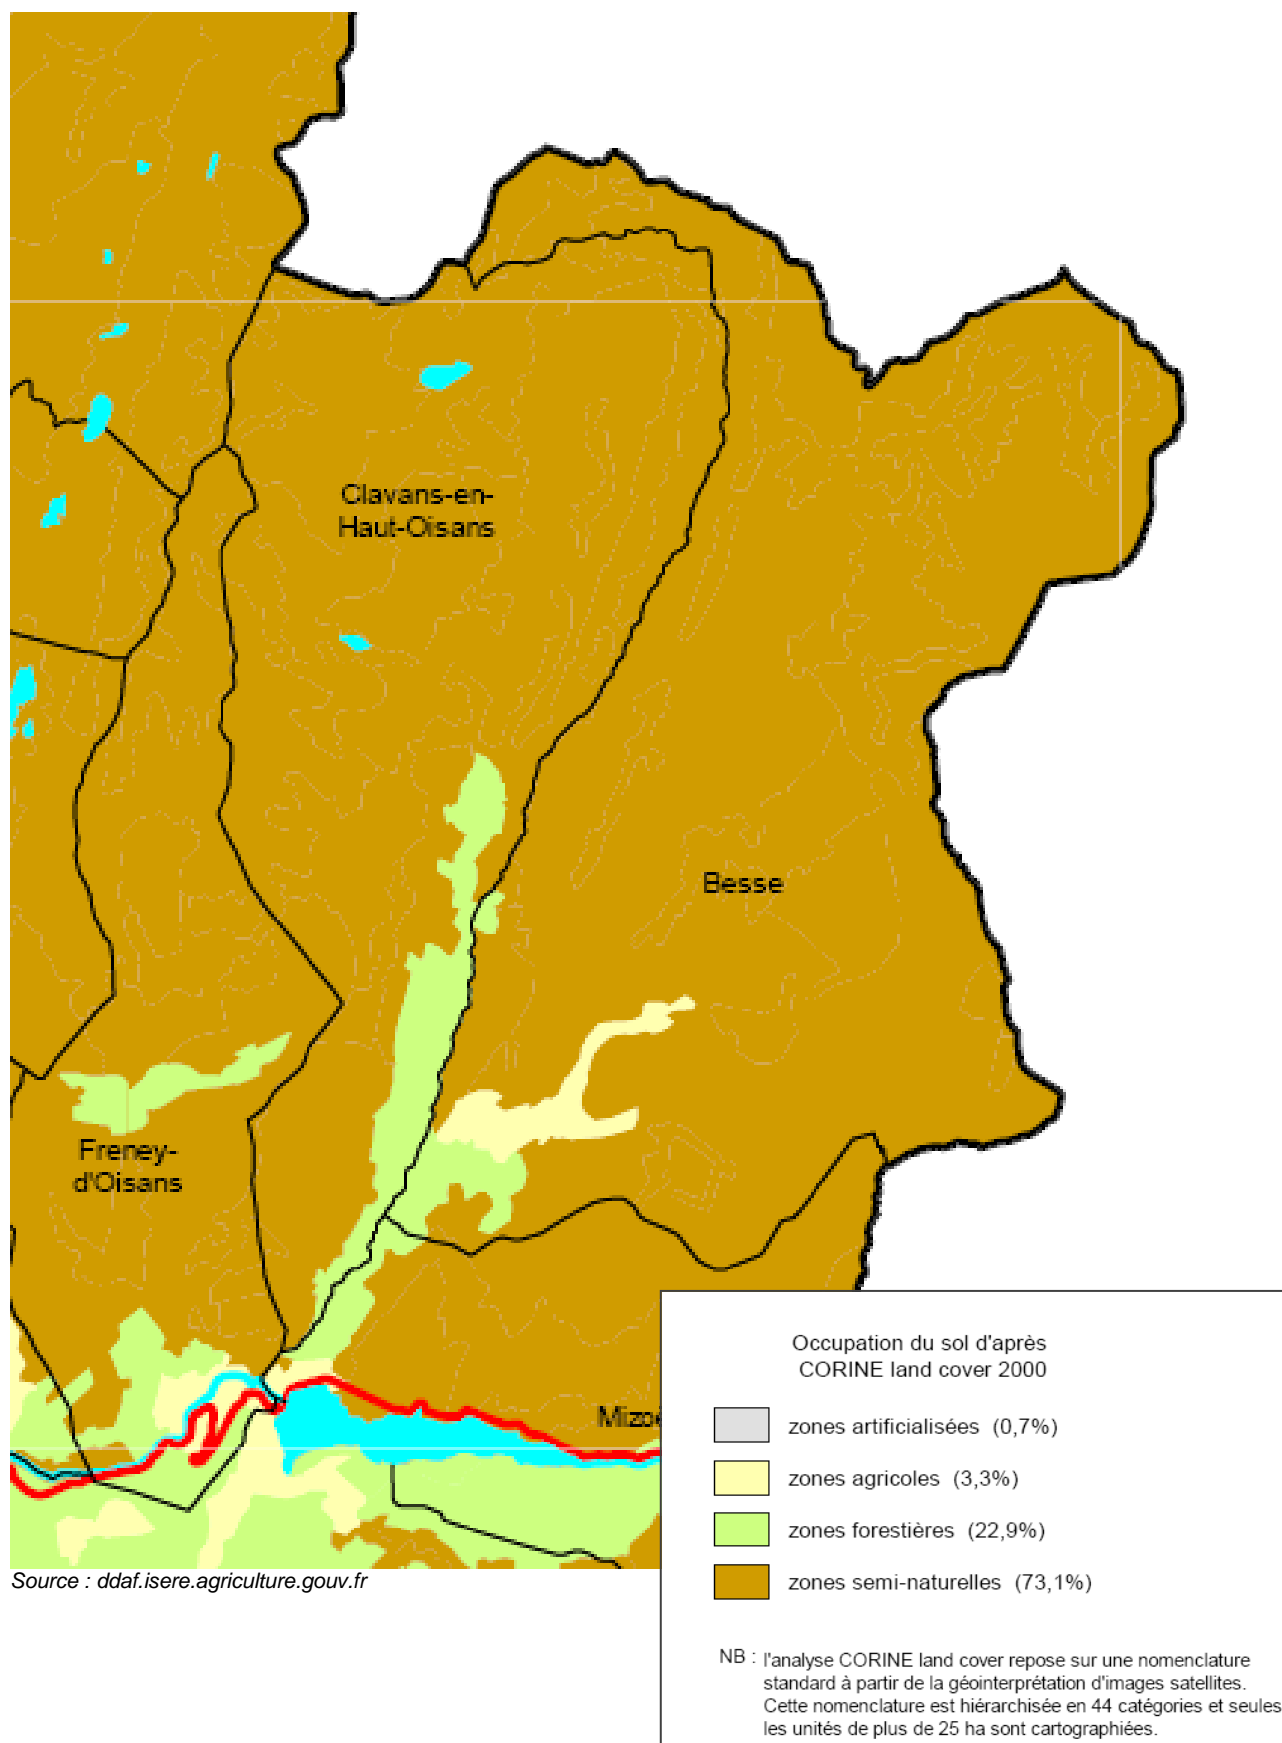 Clavans-en-
Haut-Oisans
Besse
Freney-
d'Oisans
Source : ddaf.isere.agriculture.gouv.fr
Occupation du sol d'après
CORINE land cover 2000
zones artificialisées (0,7%)
zones agricoles (3,3%)
zones forestières (22,9%)
zones semi-naturelles (73,1%)
NB : l'analyse CORINE land cover repose sur une nomenclature
standard à partir de la géointerprétation d'images satellites.
Cette nomenclature est hiérarchisée en 44 catégories et seules
les unités de plus de 25 ha sont cartographiées.